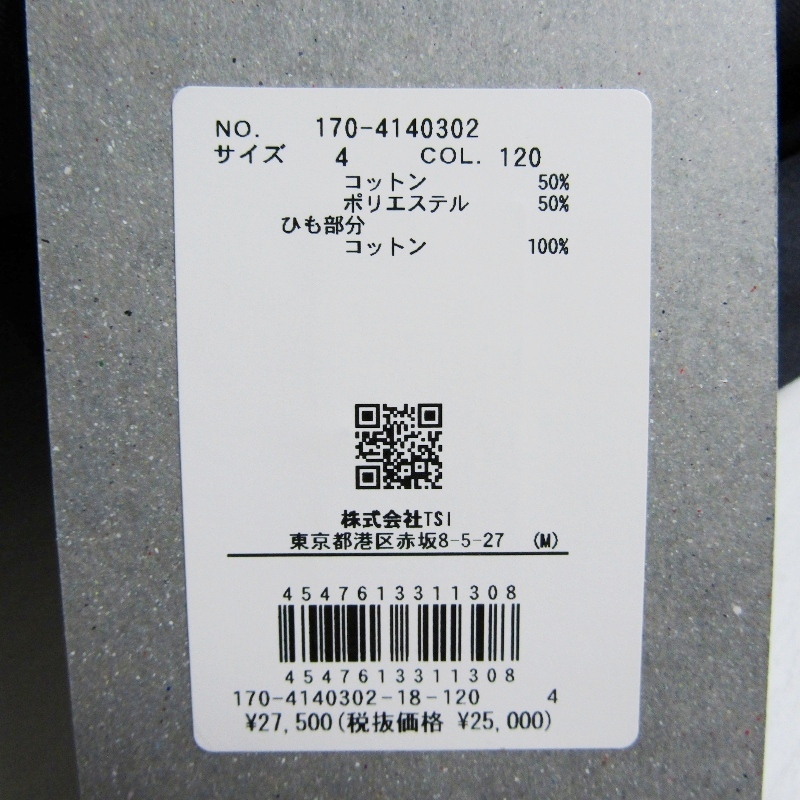 NO. 170-4140302
サイズ 4 COL. 120
コットン 50%
ポリエステル 50%
ひも部分
コットン 100%
株式会社TSI
東京都港区赤坂8-5-27 (M)
4547613311308
4547613311308
170-4140302-18-120 4
¥27,500(税抜価格 ¥25,000)